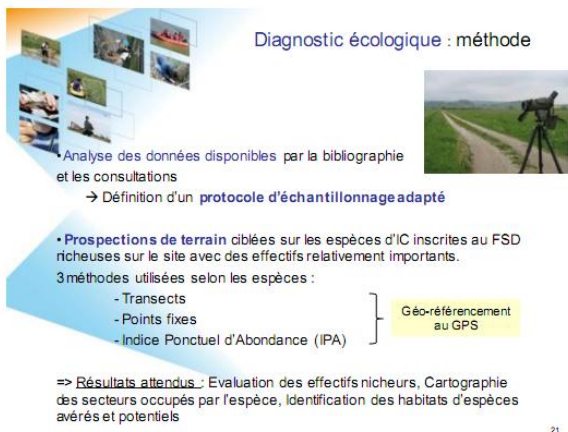 Diagnostic écologique : méthode
•Analyse des données disponibles par la bibliographie
et les consultations
→ Définition d'un protocole d'échantillonnage adapté
• Prospections de terrain ciblées sur les espèces d'IC inscrites au FSD
nicheuses sur le site avec des effectifs relativement importants.
3 méthodes utilisées selon les espèces :
- Transects
- Points fixes
- Indice Ponctuel d'Abondance (IPA)
Géo-référencement
au GPS
=> Résultats attendus : Evaluation des effectifs nicheurs, Cartographie
des secteurs occupés par l'espèce, Identification des habitats d'espèces
avérés et potentiels
21